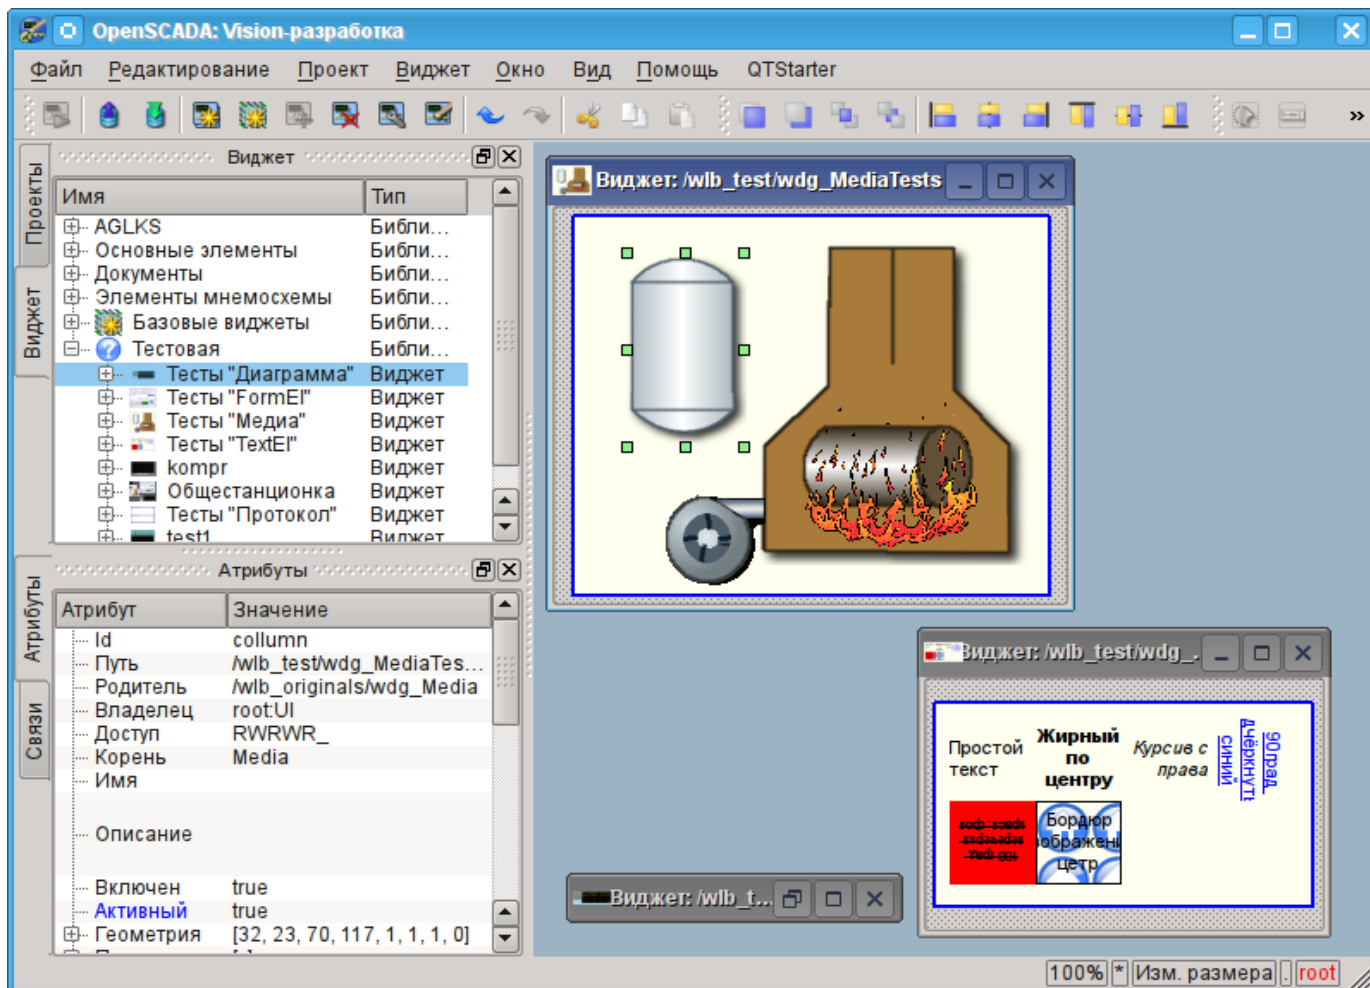 OpenSCADA: Vision-разработка
Файл Редактирование Проект Виджет Окно Вид Помощь QTStarter
»
Проекты
Виджет
Виджет
Имя Тип
AGLKS Библи...
Основные элементы Библи...
Документы Библи...
Элементы мнемосхемы Библи...
Базовые виджеты Библи...
Тестовая Библи...
Тесты "Диаграмма" Виджет
Тесты "FormEl" Виджет
Тесты "Медиа" Виджет
Тесты "TextEl" Виджет
kompr Виджет
Общестанционка Виджет
Тесты "Протокол" Виджет
test1 Виджет
Атрибуты
Связи
Атрибуты
Атрибут Значение
Id collumn
Путь /wlb_test/wdg_MediaTes...
Родитель /wlb_originals/wdg_Media
Владелец root:UI
Доступ RWRWR_
Корень Media
Имя
Описание
Включен true
Активный true
Геометрия [32, 23, 70, 117, 1, 1, 1, 0]
Виджет: /wlb_test/wdg_MediaTests
Виджет: /wlb_test/wdg_...
Простой
текст
Жирный
по
центру
Курсив с
права
90град
дчёркнуты
синий
Бордюр
зображени
цетр
Виджет: /wlb_t...
100% * Изм. размера . root